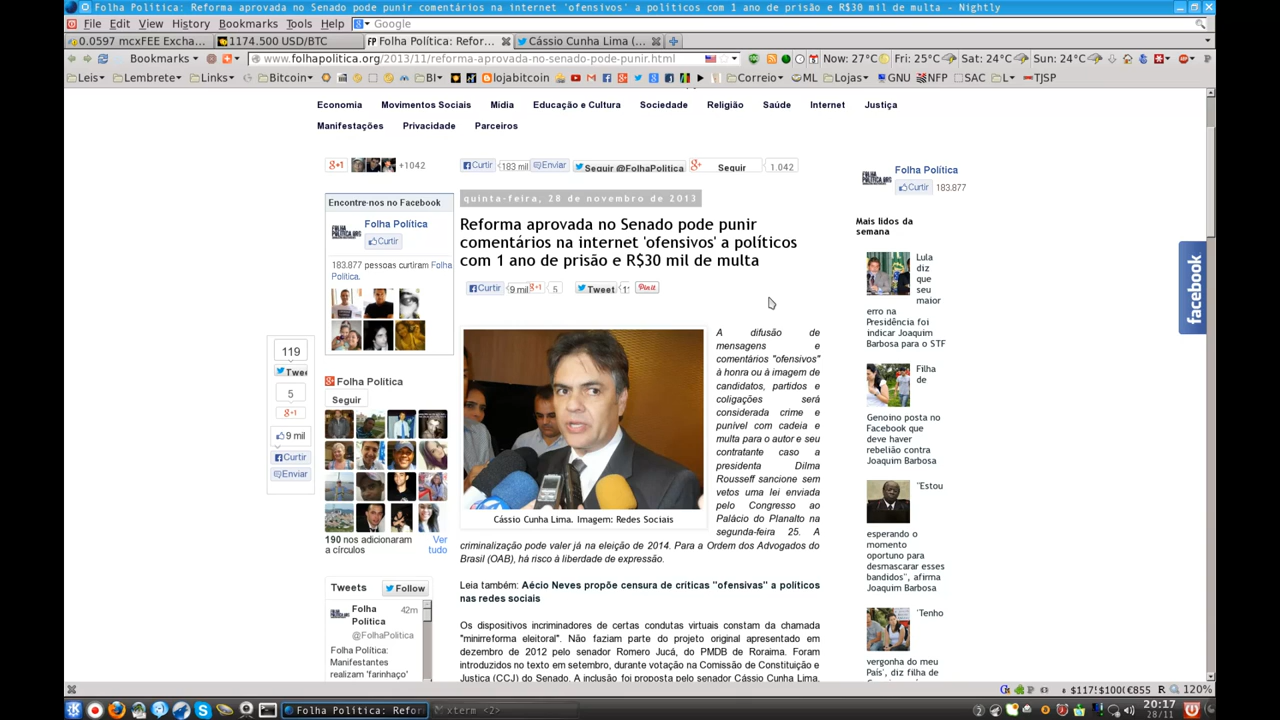 Folha Política: Reforma aprovada no Senado pode punir comentários na internet 'ofensivos' a políticos com 1 ano de prisão e R$30 mil de multa - Nightly
File Edit View History Bookmarks Tools Help Google
0.0597 mcxFEE Excha... 1174.500 USD/BTC Folha Política: Refor... Cássio Cunha Lima (...
Bookmarks www.folhapolitica.org/2013/11/reforma-aprovada-no-senado-pode-punir.html Now: 27°C Fri: 25°C Sat: 24°C Sun: 24°C
Leis Lembrete Links Bitcoin BI lojabitcoin Correio ML Lojas GNU NFP SAC L TJSP
Economia Movimentos Sociais Mídia Educação e Cultura Sociedade Religião Saúde Internet Justiça
Manifestações Privacidade Parceiros
+1 +1042 Curtir 183 mil Enviar Seguir @FolhaPolitica Seguir 1.042
Folha Política
Curtir 183.877
Encontre-nos no Facebook
Folha Política
Curtir
183.877 pessoas curtiram Folha
Política.
119
Twee
5
+1
9 mil
Curtir
Enviar
Folha Política
Seguir
190 nos adicionaram
a círculos
Ver
tudo
Tweets Follow
Folha
Política
42m
@FolhaPolitica
Folha Política:
Manifestantes
realizam 'farinhaço'
quinta-feira, 28 de novembro de 2013
Reforma aprovada no Senado pode punir
comentários na internet 'ofensivos' a políticos
com 1 ano de prisão e R$30 mil de multa
Curtir 9 mil +1 5 Tweet Pinit
A difusão de
mensagens e
comentários "ofensivos"
à honra ou à imagem de
candidatos, partidos e
coligações será
considerada crime e
punível com cadeia e
multa para o autor e seu
contratante caso a
presidenta Dilma
Rousseff sancione sem
vetos uma lei enviada
pelo Congresso ao
Palácio do Planalto na
segunda-feira 25. A
Cássio Cunha Lima. Imagem: Redes Sociais
criminalização pode valer já na eleição de 2014. Para a Ordem dos Advogados do
Brasil (OAB), há risco à liberdade de expressão.
Leia também: Aécio Neves propõe censura de críticas "ofensivas" a políticos
nas redes sociais
Os dispositivos incriminadores de certas condutas virtuais constam da chamada
"minirreforma eleitoral". Não faziam parte do projeto original apresentado em
dezembro de 2012 pelo senador Romero Jucá, do PMDB de Roraima. Foram
introduzidos no texto em setembro, durante votação na Comissão de Constituição e
Justiça (CCJ) do Senado. A inclusão foi proposta pelo senador Cássio Cunha Lima,
Mais lidos da
semana
Lula
diz
que
seu
maior
erro na
Presidência foi
indicar Joaquim
Barbosa para o STF
Filha
de
Genoino posta no
Facebook que
deve haver
rebelião contra
Joaquim Barbosa
"Estou
esperando o
momento
oportuno para
desmascarar esses
bandidos", afirma
Joaquim Barbosa
'Tenho
vergonha do meu
País', diz filha de
facebook
$117!$100(€855 R 120%
Folha Política: Refor xterm <2>
20:17
28/11